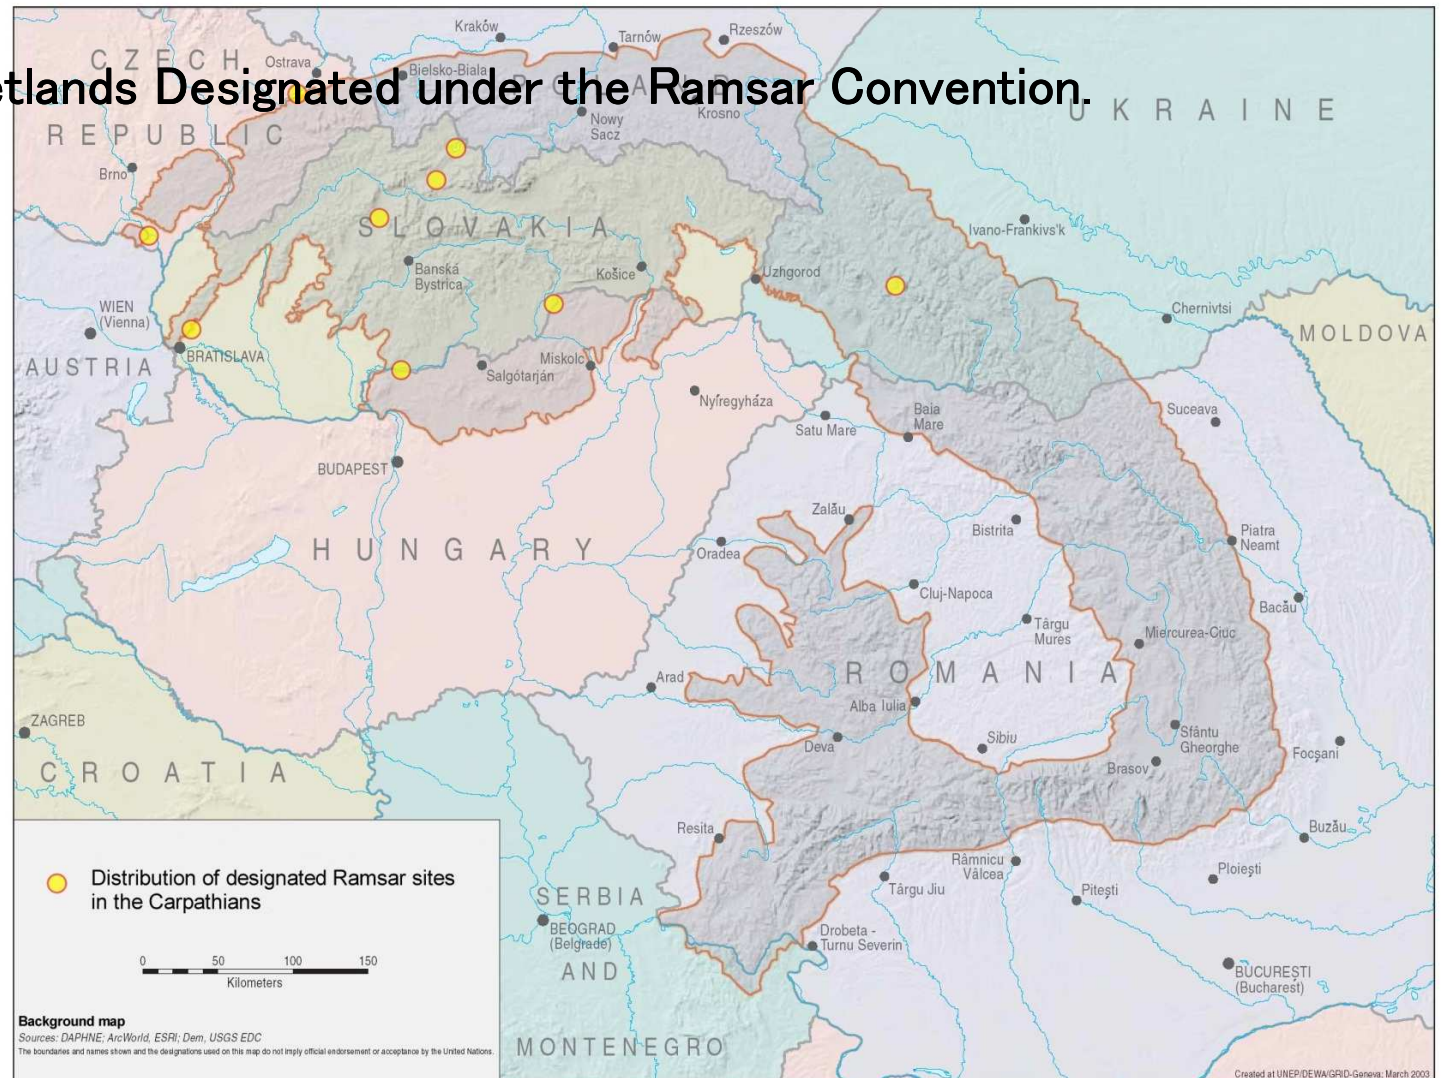 Kraków
Tarnów
Rzeszów
CZECH
REPUBLIC
Ostrava
Bielsko-Biala
POLAND
etlands Designated under the Ramsar Convention.
UKRAINE
Nowy
Sacz
Krosno
Brno
SLOVAKIA
Ivano-Frankivs'k
Banská
Bystrica
Košice
Uzhgorod
WIEN
(Vienna)
Chernivtsi
MOLDOVA
AUSTRIA
BRATISLAVA
Miskolc
Salgótarján
Nyíregyháza
Satu Mare
Baia
Mare
Suceava
BUDAPEST
Zalău
Bistrita
Piatra
Neamt
HUNGARY
Oradea
Cluj-Napoca
Bacău
Târgu
Mures
Miercurea-Ciuc
ROMANIA
Arad
Alba Iulia
ZAGREB
CROATIA
Deva
Sibiu
Sfântu
Gheorghe
Brasov
Focșani
Resita
Buzău
Râmnicu
Vâlcea
Ploiești
Târgu Jiu
Pitești
Distribution of designated Ramsar sites
in the Carpathians
SERBIA
BEOGRAD
(Belgrade)
AND
MONTENEGRO
Drobeta -
Turnu Severin
BUCUREȘTI
(Bucharest)
0 50 100 150
Kilometers
Background map
Sources: DAPHNE; ArcWorld, ESRI; Dem, USGS EDC
The boundaries and names shown and the designations used on this map do not imply official endorsement or acceptance by the United Nations.
Created at UNEP/DEWA/GRID-Geneva; March 2003